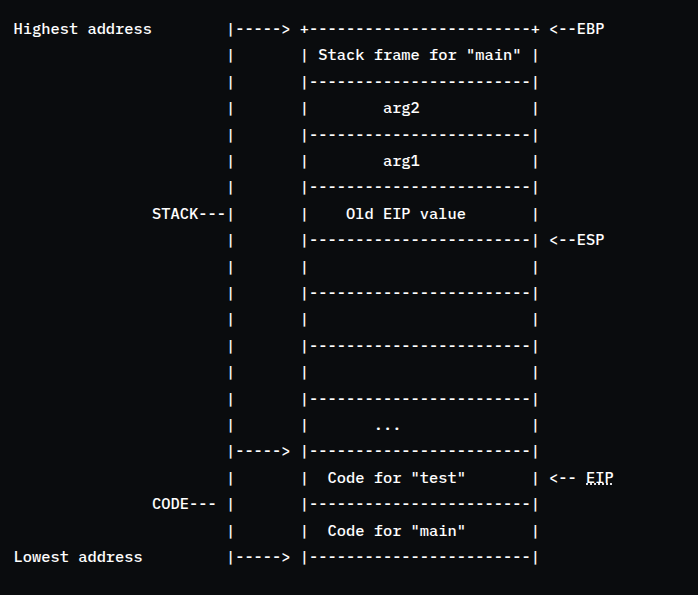 Highest address        |-----> +------------------------+ <--EBP
                       |       | Stack frame for "main" |
                       |       |------------------------|
                       |       |        arg2            |
                       |       |------------------------|
                       |       |        arg1            |
                       |       |------------------------|
               STACK---|       |    Old EIP value       |
                       |       |------------------------| <--ESP
                       |       |                        |
                       |       |------------------------|
                       |       |                        |
                       |       |------------------------|
                       |       |                        |
                       |       |------------------------|
                       |       |       ...              |
                       |-----> |------------------------|
                       |       |  Code for "test"       | <-- EIP
               CODE--- |       |------------------------|
                       |       |  Code for "main"       |
Lowest address         |-----> |------------------------|